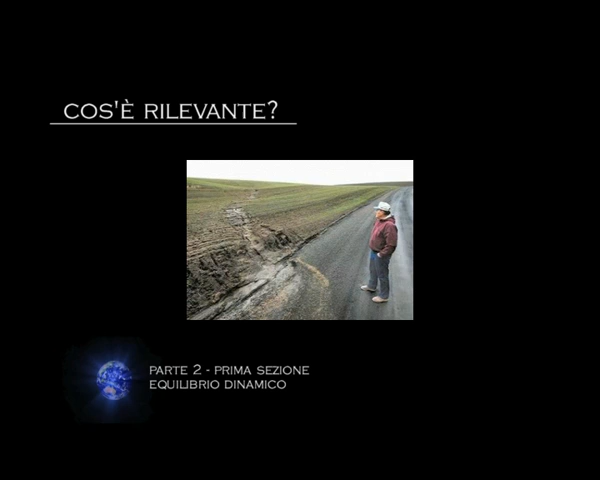 COS'È RILEVANTE?
PARTE 2 - PRIMA SEZIONE
EQUILIBRIO DINAMICO